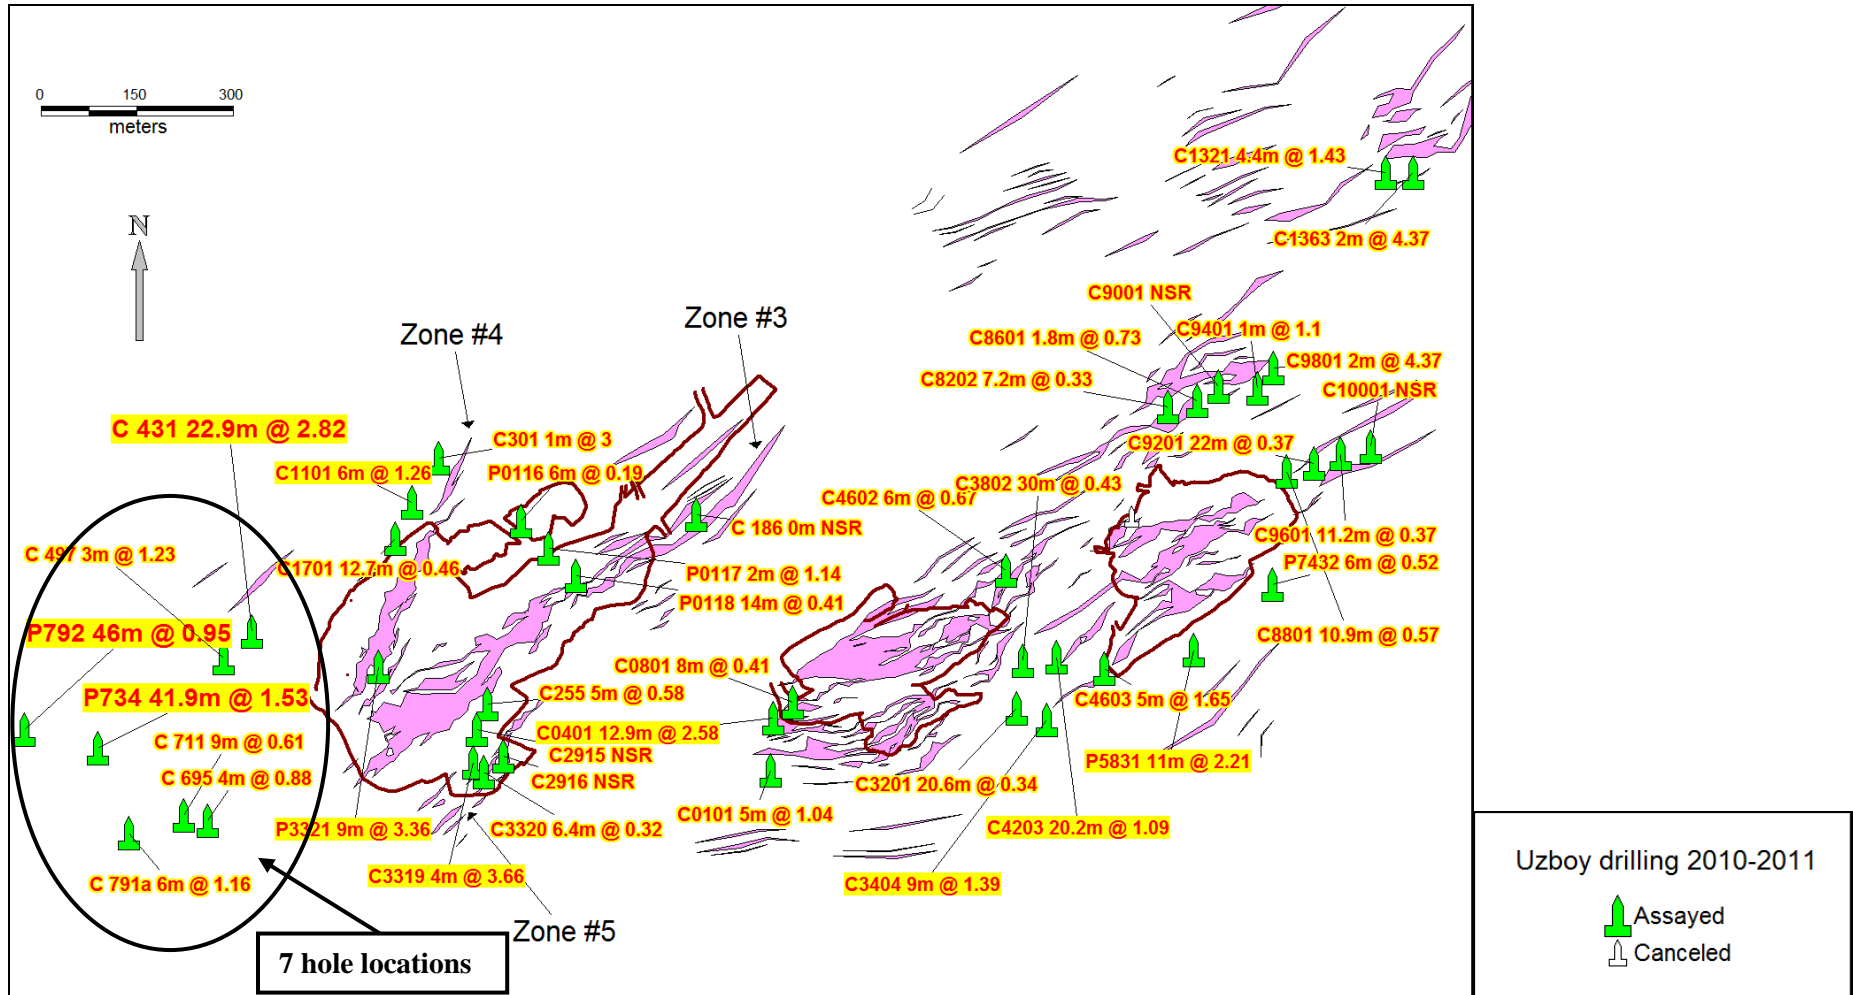 0 150 300
meters
N
C1321 4.4m @ 1.43
C1363 2m @ 4.37
C9001 NSR
Zone #3
Zone #4
C9401 1m @ 1.1
C8601 1.8m @ 0.73
C9801 2m @ 4.37
C8202 7.2m @ 0.33
C10001 NSR
C 431 22.9m @ 2.82
C301 1m @ 3
C9201 22m @ 0.37
C1101 6m @ 1.26
P0116 6m @ 0.19
C3802 30m @ 0.43
C4602 6m @ 0.67
C 186 0m NSR
C9601 11.2m @ 0.37
C 497 3m @ 1.23
C1701 12.7m @ 0.46
P0117 2m @ 1.14
P7432 6m @ 0.52
P0118 14m @ 0.41
P792 46m @ 0.95
C8801 10.9m @ 0.57
C0801 8m @ 0.41
P734 41.9m @ 1.53
C255 5m @ 0.58
C4603 5m @ 1.65
C0401 12.9m @ 2.58
C 711 9m @ 0.61
C2915 NSR
P5831 11m @ 2.21
C 695 4m @ 0.88
C2916 NSR
C3201 20.6m @ 0.34
C0101 5m @ 1.04
P3321 9m @ 3.36
C3320 6.4m @ 0.32
C4203 20.2m @ 1.09
C3319 4m @ 3.66
C 791a 6m @ 1.16
C3404 9m @ 1.39
Zone #5
7 hole locations
Uzboy drilling 2010-2011
Assayed
Canceled